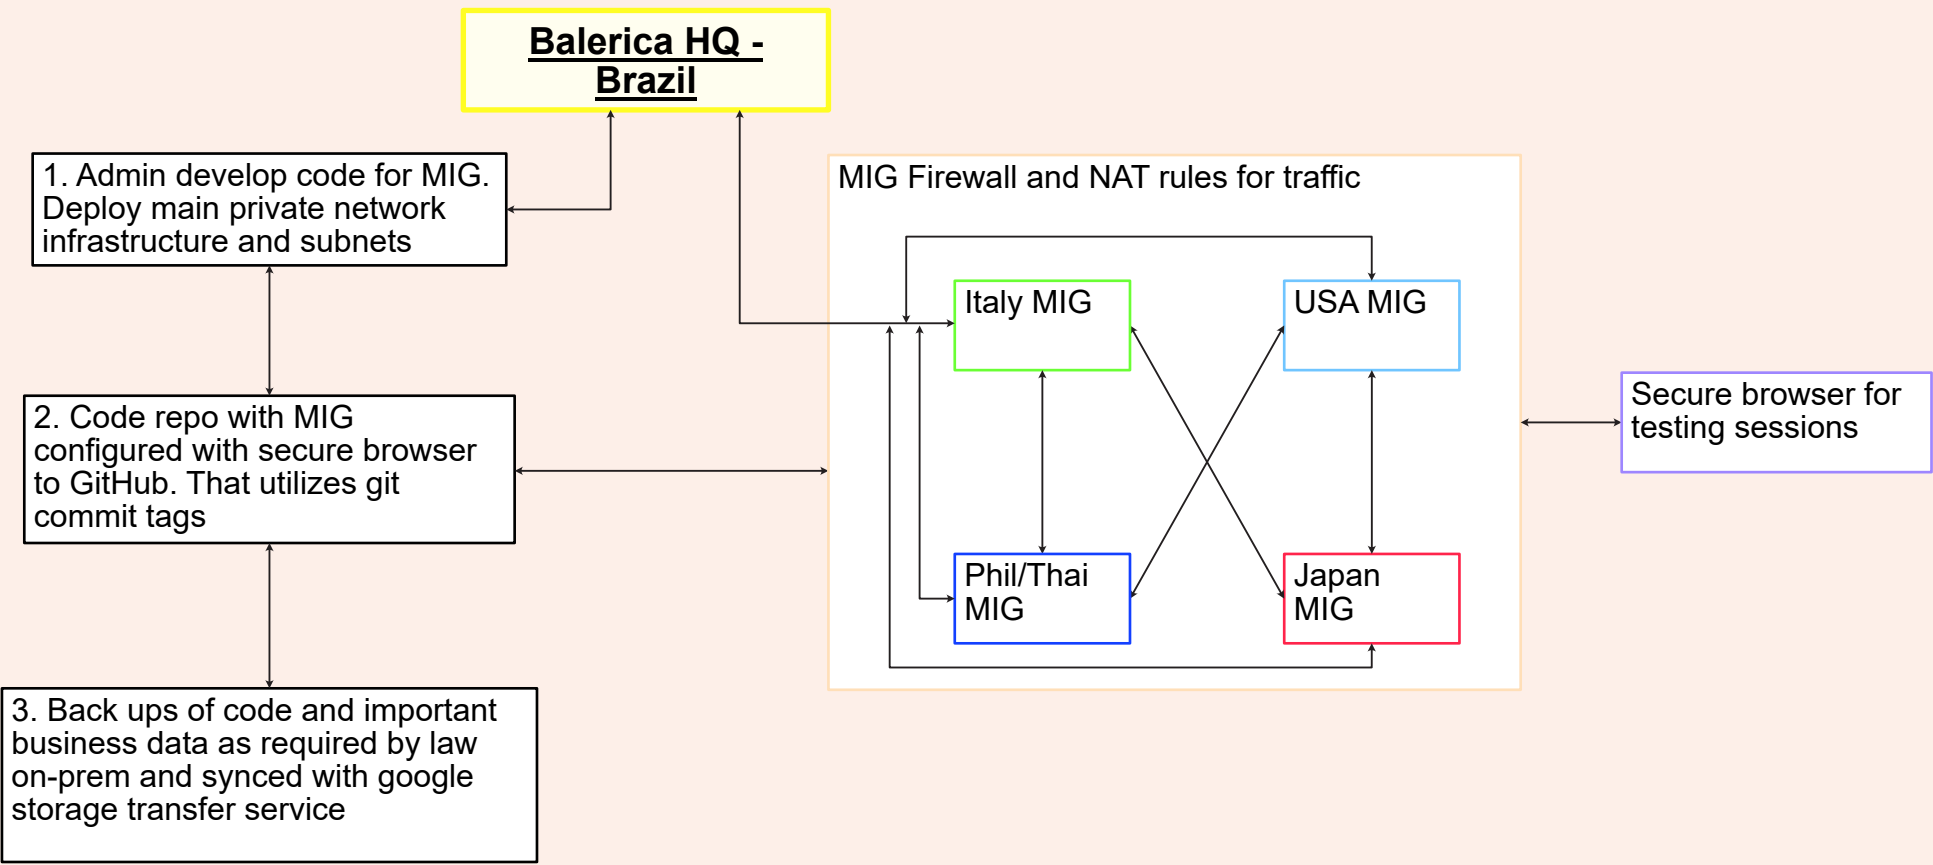 Balerica HQ -
Brazil
1. Admin develop code for MIG.
Deploy main private network
infrastructure and subnets
2. Code repo with MIG
configured with secure browser
to GitHub. That utilizes git
commit tags
3. Back ups of code and important
business data as required by law
on-prem and synced with google
storage transfer service
MIG Firewall and NAT rules for traffic
Italy MIG
USA MIG
Phil/Thai
MIG
Japan
MIG
Secure browser for
testing sessions